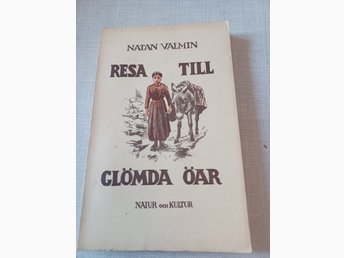 NATAN VALMIN
RESA TILL
GLÖMDA ÖAR
NATUR OCH KULTUR